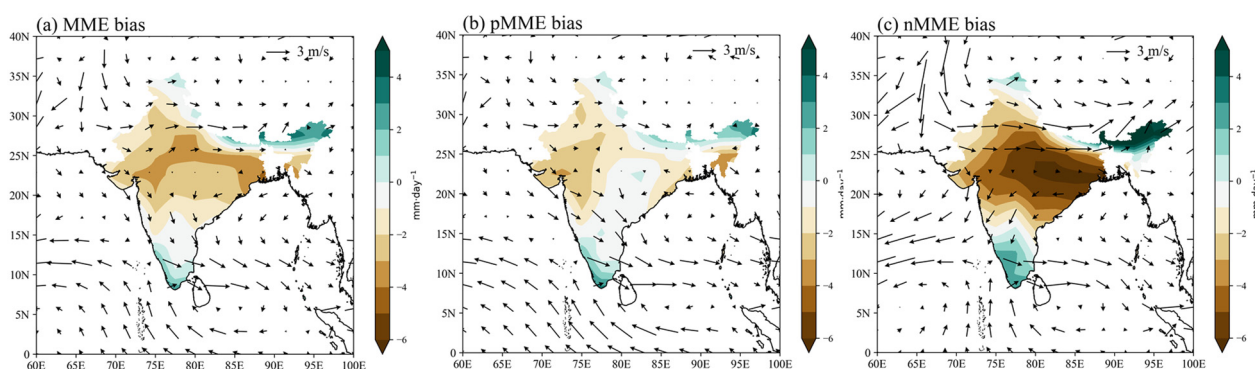 (a) MME bias
3 m/s
40N
35N
30N
25N
20N
15N
10N
5N
0
60E 65E 70E 75E 80E 85E 90E 95E 100E
4
2
0
−2
−4
−6
mm·day⁻¹
(b) pMME bias
3 m/s
40N
35N
30N
25N
20N
15N
10N
5N
0
60E 65E 70E 75E 80E 85E 90E 95E 100E
4
2
0
−2
−4
−6
mm·day⁻¹
(c) nMME bias
3 m/s
40N
35N
30N
25N
20N
15N
10N
5N
0
60E 65E 70E 75E 80E 85E 90E 95E 100E
4
2
0
−2
−4
−6
mm·day⁻¹